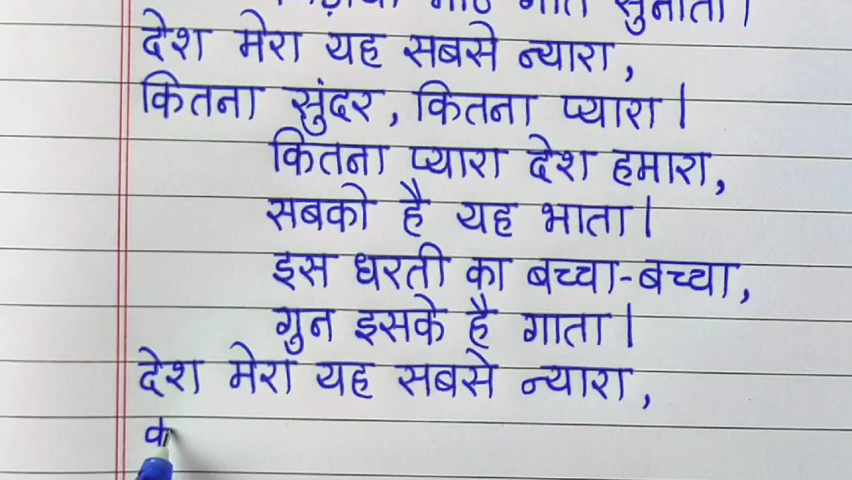 गीत सुनाता।
देश मेरा यह सबसे न्यारा,
कितना सुंदर, कितना प्यारा।
कितना प्यारा देश हमारा,
सबको है यह भाता।
इस धरती का बच्चा-बच्चा,
गुन इसके है गाता।
देश मेरा यह सबसे न्यारा,